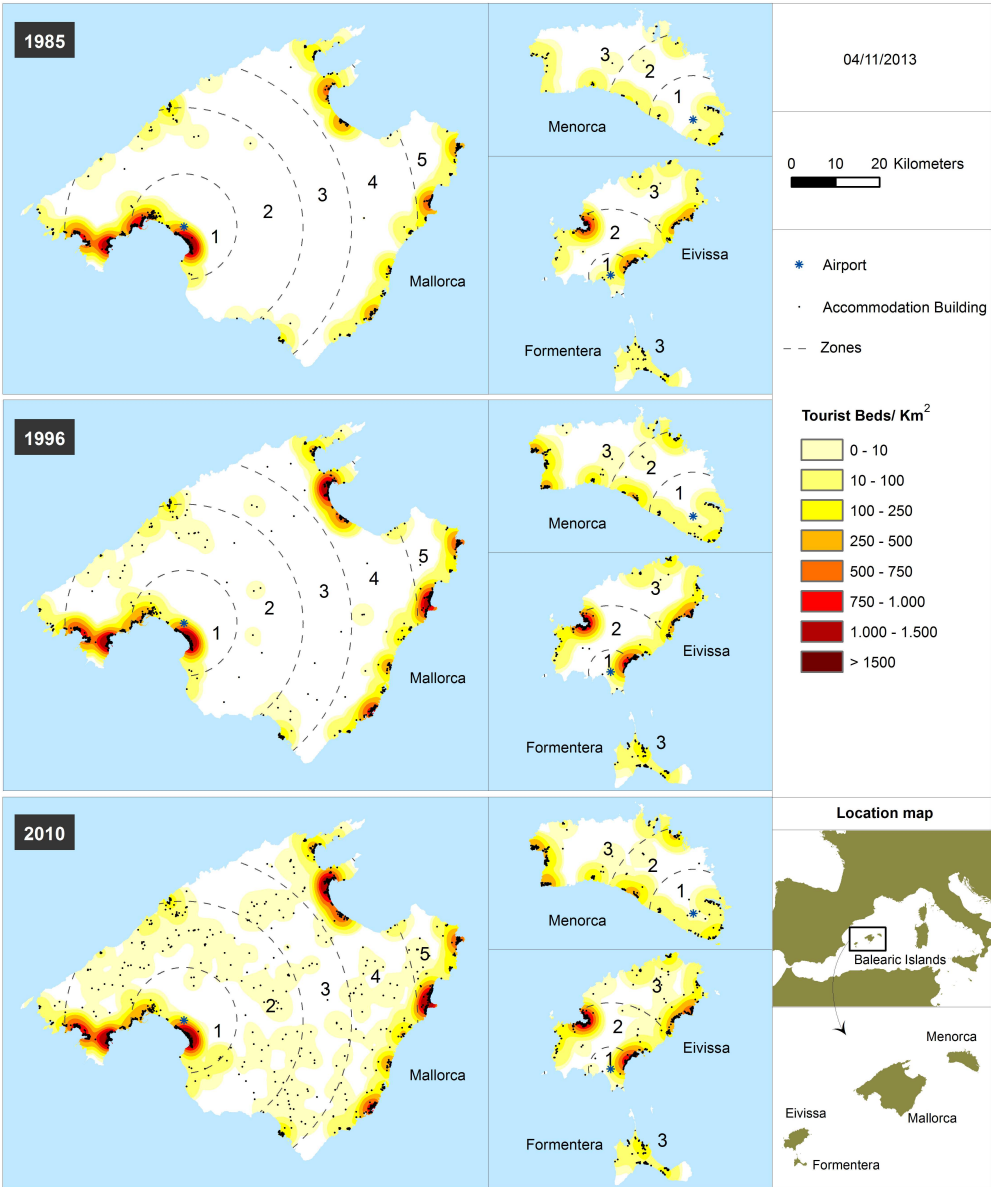 1985
1
2
3
4
5
Mallorca
3
2
1
Menorca
3
2
1
Eivissa
Formentera
3
1996
1
2
3
4
5
Mallorca
3
2
1
Menorca
3
2
1
Eivissa
Formentera
3
2010
1
2
3
4
5
Mallorca
3
2
1
Menorca
3
2
1
Eivissa
Formentera
3
04/11/2013
0 10 20 Kilometers
Airport
Accommodation Building
Zones
Tourist Beds/ Km²
0 - 10
10 - 100
100 - 250
250 - 500
500 - 750
750 - 1.000
1.000 - 1.500
> 1500
Location map
Balearic Islands
Menorca
Mallorca
Eivissa
Formentera